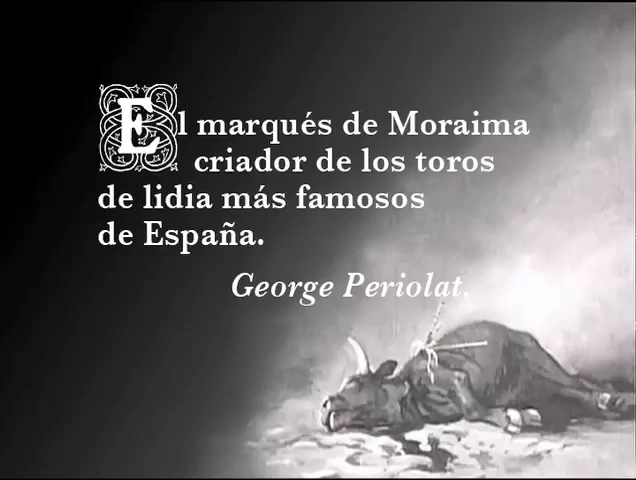 El marqués de Moraima
criador de los toros
de lidia más famosos
de España.
George Periolat.